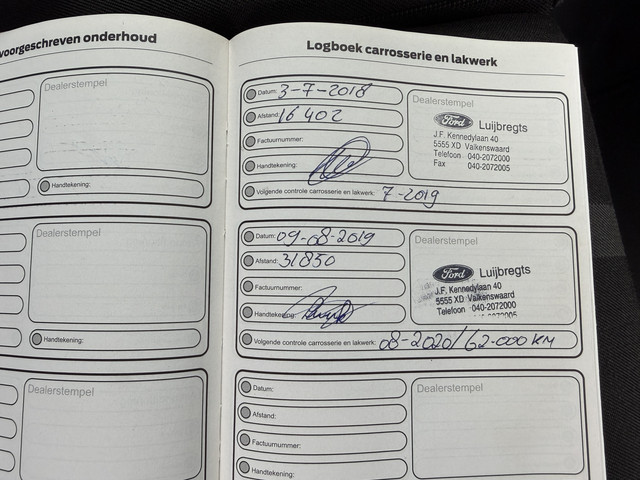 voorgeschreven onderhoud
Dealerstempel
Handtekening:
Dealerstempel
Handtekening:
Dealerstempel
Logboek carrosserie en lakwerk
Datum: 3-7-2018
Afstand: 16 402
Factuurnummer:
Handtekening:
Volgende controle carrosserie en lakwerk: 7-2019
Dealerstempel
Ford Luijbregts
J.F. Kennedylaan 40
5555 XD Valkenswaard
Telefoon 040-2072000
Fax 040-2072005
Datum: 09-08-2019
Afstand: 31850
Factuurnummer:
Handtekening:
Volgende controle carrosserie en lakwerk: 08-2020/62-000 KM
Dealerstempel
Ford Luijbregts
J.F. Kennedylaan 40
5555 XD Valkenswaard
Telefoon 040-2072000
Datum:
Afstand:
Factuurnummer:
Handtekening:
Dealerstempel